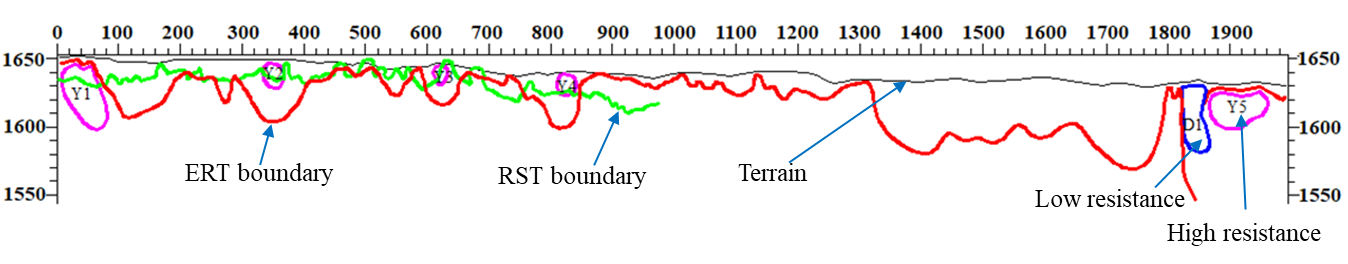 0 100 200 300 400 500 600 700 800 900 1000 1100 1200 1300 1400 1500 1600 1700 1800 1900
1650 1650
Y1 Y2 Y3 Y4 D1 Y5
1600 1600
ERT boundary RST boundary Terrain
1550 1550
Low resistance
High resistance